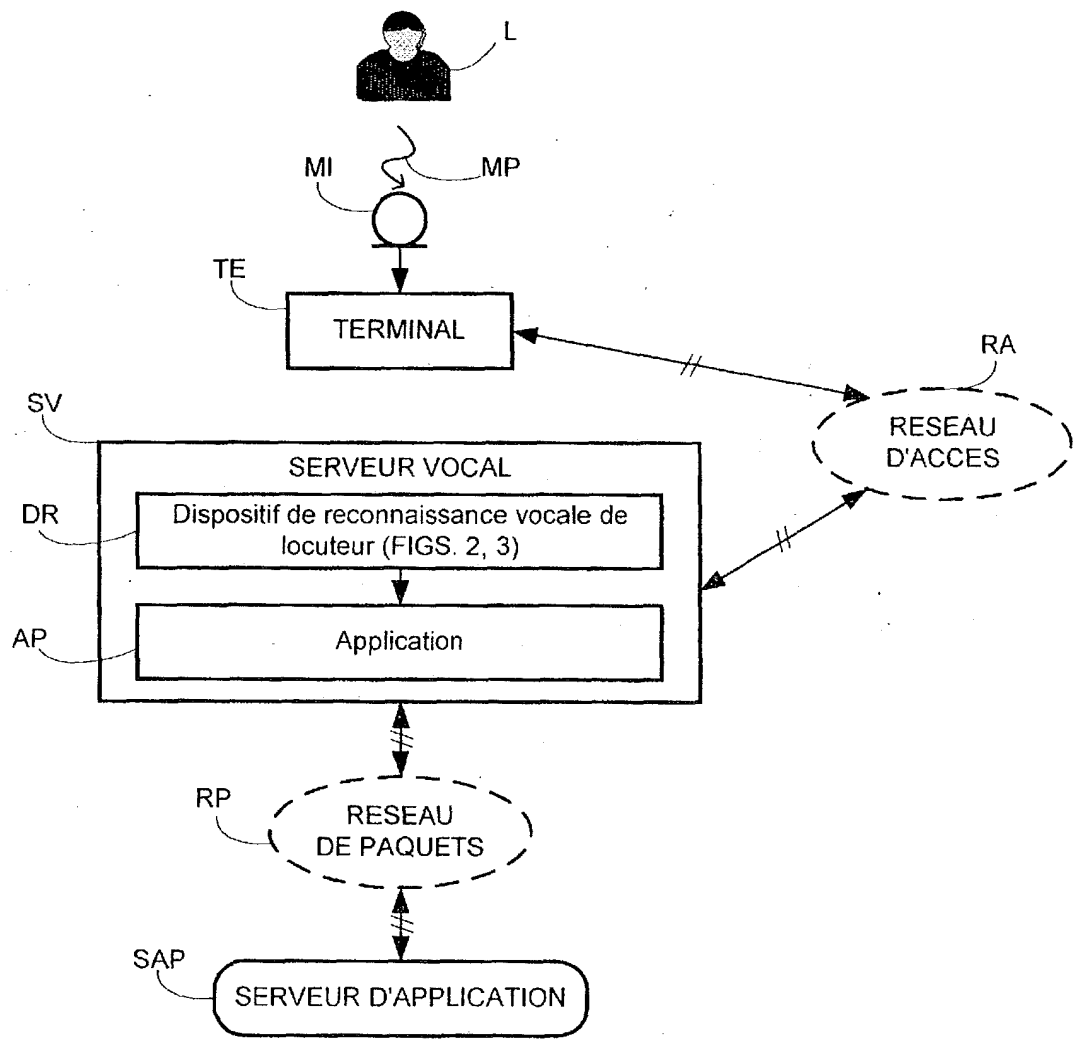 L
MI
MP
TE
TERMINAL
RA
RESEAU
D'ACCES
SV
SERVEUR VOCAL
DR
Dispositif de reconnaissance vocale de
locuteur (FIGS. 2, 3)
AP
Application
RP
RESEAU
DE PAQUETS
SAP
SERVEUR D'APPLICATION